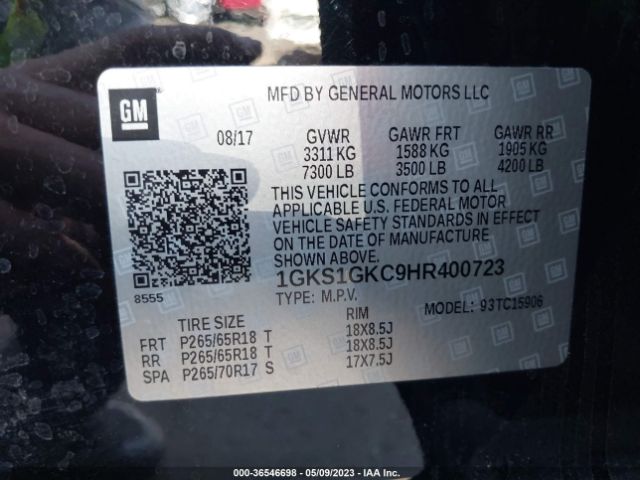 GM
MFD BY GENERAL MOTORS LLC
08/17 GVWR GAWR FRT GAWR RR
3311 KG 1588 KG 1905 KG
7300 LB 3500 LB 4200 LB
THIS VEHICLE CONFORMS TO ALL
APPLICABLE U.S. FEDERAL MOTOR
VEHICLE SAFETY STANDARDS IN EFFECT
ON THE DATE OF MANUFACTURE
SHOWN ABOVE.
8555
1GKS1GKC9HR400723
TYPE: M.P.V. MODEL: 93TC15906
TIRE SIZE RIM
FRT P265/65R18 T 18X8.5J
RR P265/65R18 T 18X8.5J
SPA P265/70R17 S 17X7.5J
000-36546698 - 05/09/2023 - IAA Inc.